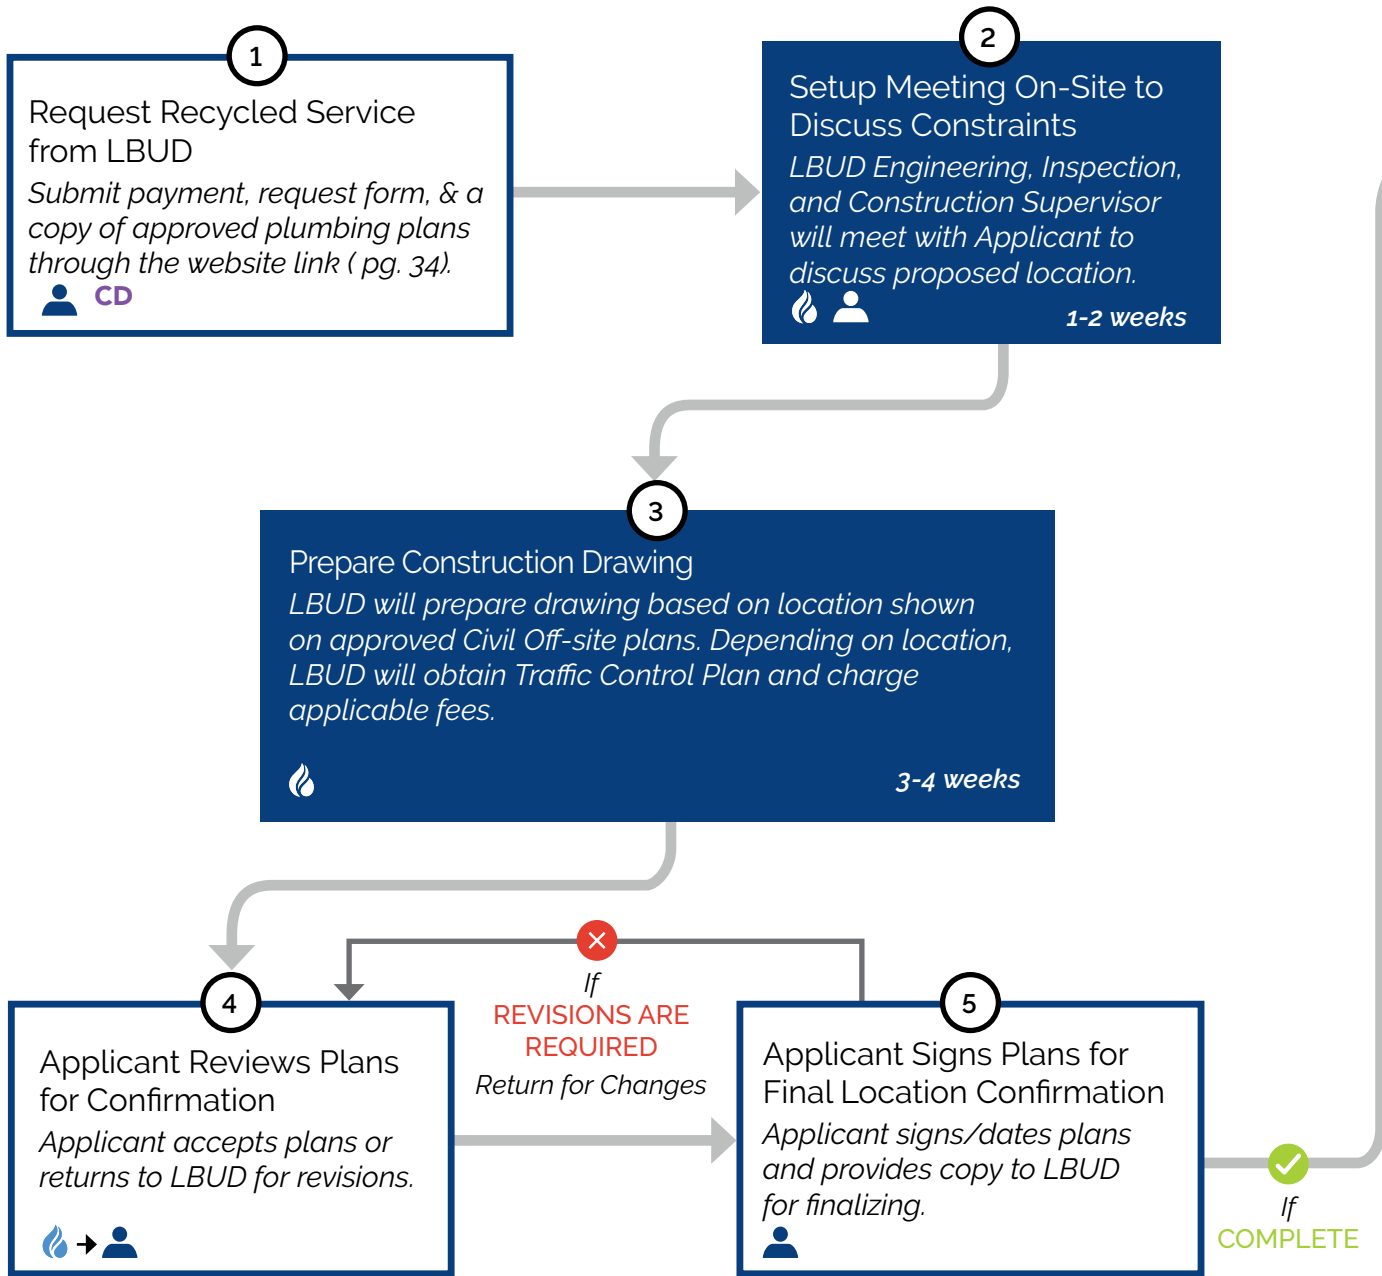 1
Request Recycled Service
from LBUD
Submit payment, request form, & a
copy of approved plumbing plans
through the website link ( pg. 34).
CD
2
Setup Meeting On-Site to
Discuss Constraints
LBUD Engineering, Inspection,
and Construction Supervisor
will meet with Applicant to
discuss proposed location.
1-2 weeks
3
Prepare Construction Drawing
LBUD will prepare drawing based on location shown
on approved Civil Off-site plans. Depending on location,
LBUD will obtain Traffic Control Plan and charge
applicable fees.
3-4 weeks
4
Applicant Reviews Plans
for Confirmation
Applicant accepts plans or
returns to LBUD for revisions.
If
REVISIONS ARE
REQUIRED
Return for Changes
5
Applicant Signs Plans for
Final Location Confirmation
Applicant signs/dates plans
and provides copy to LBUD
for finalizing.
If
COMPLETE